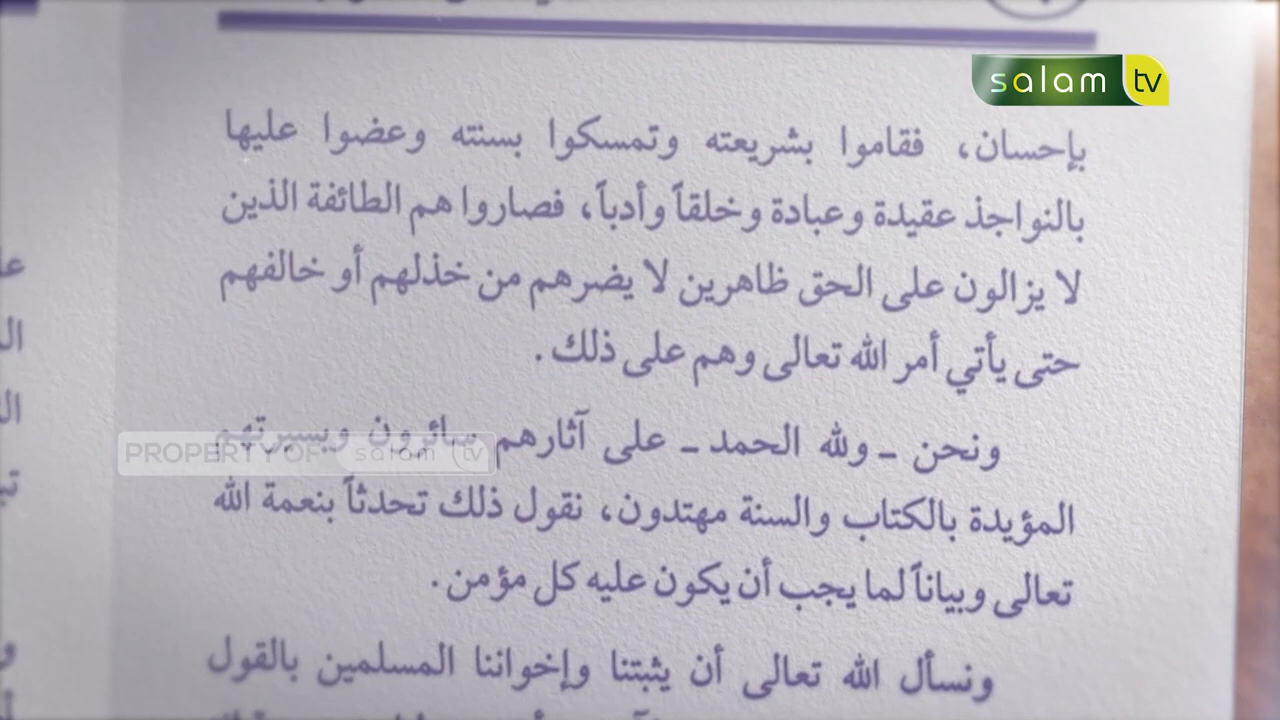 salam tv
بإحسان، فقاموا بشريعته وتمسكوا بسنته وعضوا عليها
بالنواجذ عقيدة وعبادة وخلقاً وأدباً، فصاروا هم الطائفة الذين
لا يزالون على الحق ظاهرين لا يضرهم من خذلهم أو خالفهم
حتى يأتي أمر الله تعالى وهم على ذلك.
ونحن ـ ولله الحمد ـ على آثارهم سائرون وبسيرتهم
PROPERTY OF salam tv
المؤيدة بالكتاب والسنة مهتدون، نقول ذلك تحدثاً بنعمة الله
تعالى وبياناً لما يجب أن يكون عليه كل مؤمن.
ونسأل الله تعالى أن يثبتنا وإخواننا المسلمين بالقول